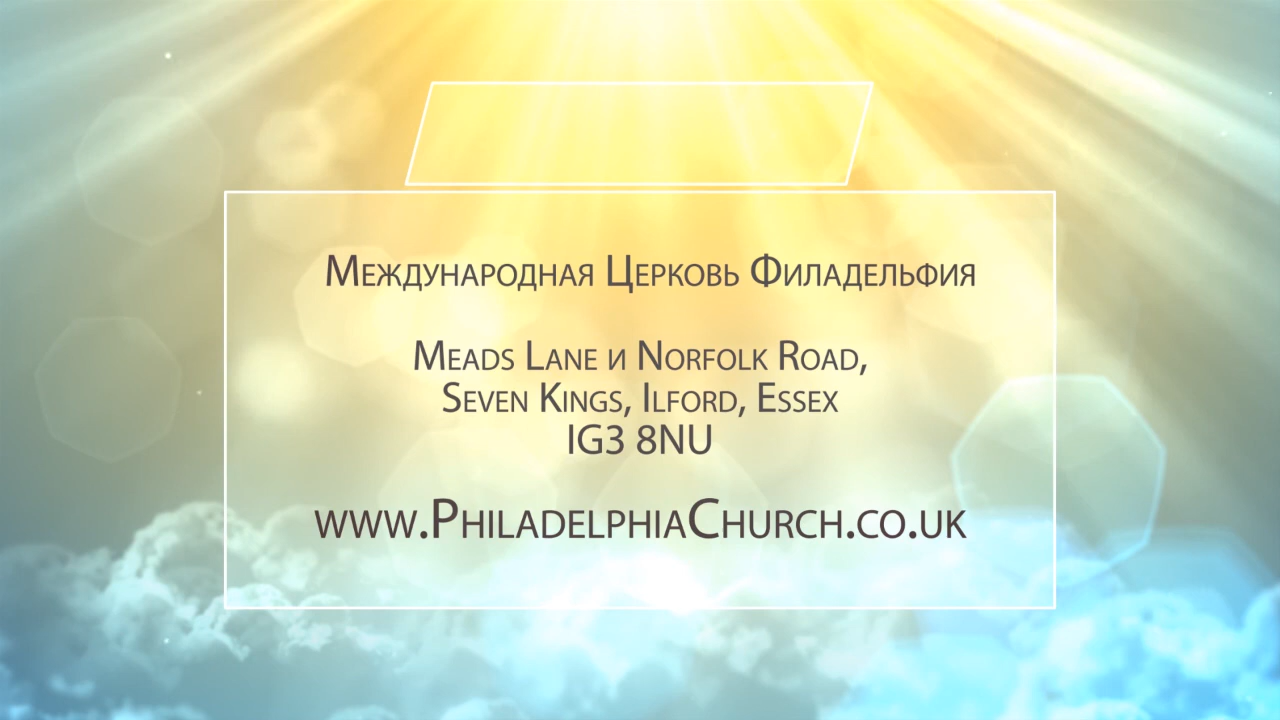 Международная Церковь Филадельфия
Meads Lane и Norfolk Road,
Seven Kings, Ilford, Essex
IG3 8NU
www.PhiladelphiaChurch.co.uk